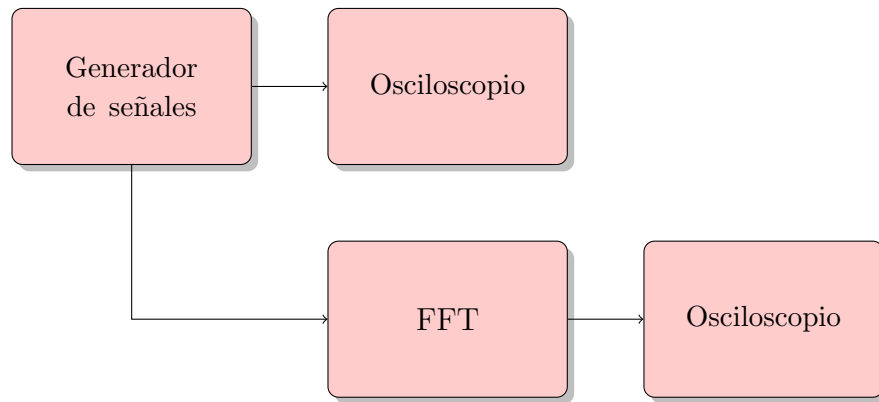 Generador
de señales
Osciloscopio
FFT
Osciloscopio